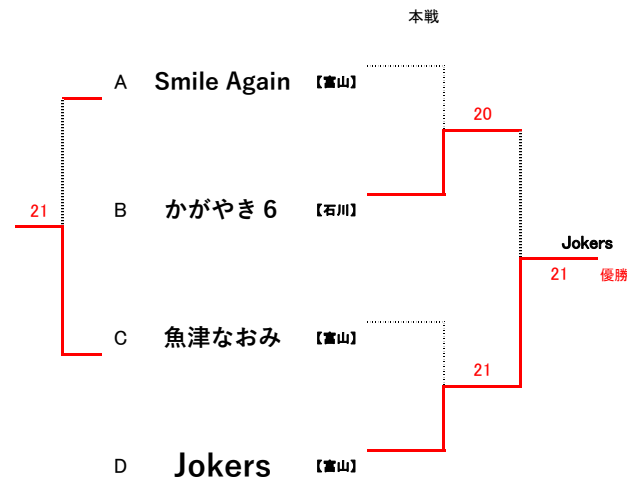 本戦
A Smile Again 【富山】
20
B かがやき６ 【石川】
21
Jokers
21 優勝
C 魚津なおみ 【富山】
21
D Jokers 【富山】